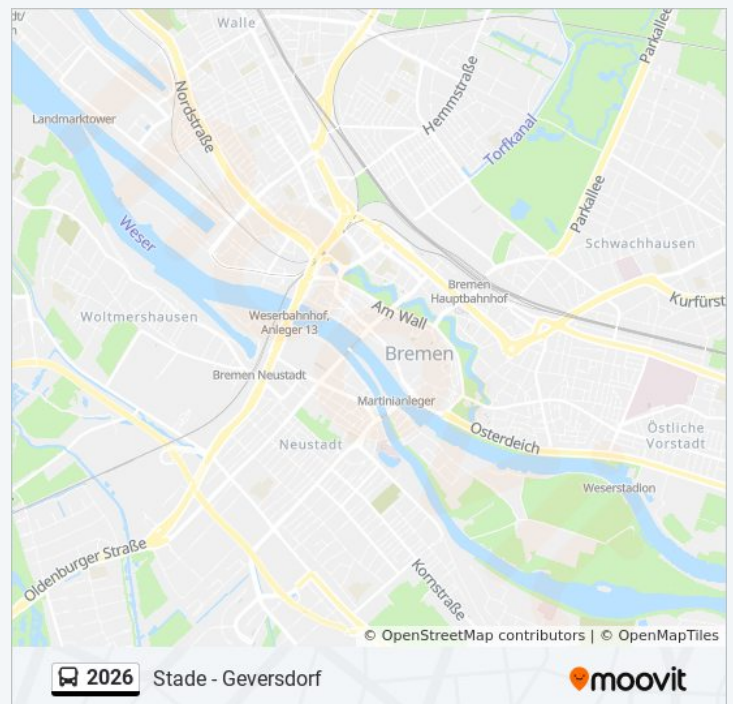 dt/
n
Walle
Parkallee
Hemmstraße
Nordstraße
Landmarktower
Torfkanal
Parkallee
Weser
Schwachhausen
Bremen
Hauptbahnhof
Kurfürst
Woltmershausen
Weserbahnhof,
Anleger 13
Am Wall
Bremen
Bremen Neustadt
Martinianleger
Neustadt
Osterdeich
Östliche
Vorstadt
Weserstadion
Oldenburger Straße
Kornstraße
© OpenStreetMap contributors | © OpenMapTiles
2026 Stade - Geversdorf
moovit